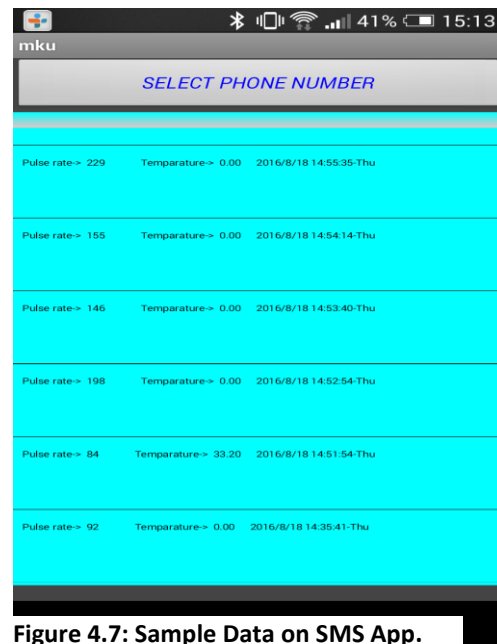 41% 15:13
mku
SELECT PHONE NUMBER
Pulse rate-> 229 Temparature-> 0.00 2016/8/18 14:55:35-Thu
Pulse rate-> 155 Temparature-> 0.00 2016/8/18 14:54:14-Thu
Pulse rate-> 146 Temparature-> 0.00 2016/8/18 14:53:40-Thu
Pulse rate-> 198 Temparature-> 0.00 2016/8/18 14:52:54-Thu
Pulse rate-> 84 Temparature-> 33.20 2016/8/18 14:51:54-Thu
Pulse rate-> 92 Temparature-> 0.00 2016/8/18 14:35:41-Thu
Figure 4.7: Sample Data on SMS App.